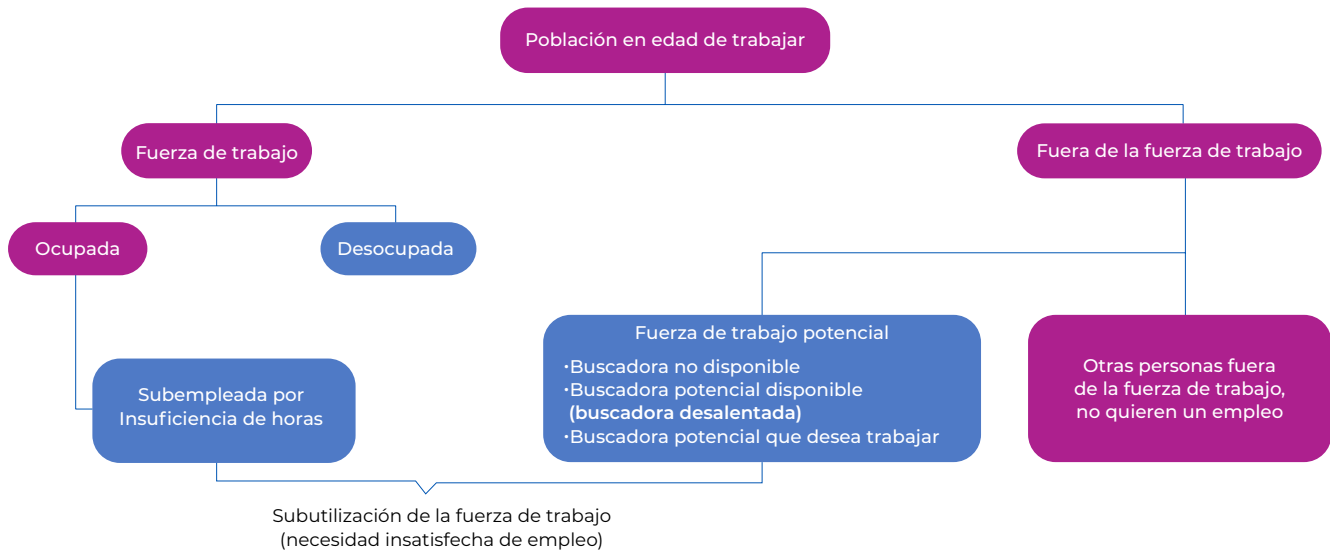 Población en edad de trabajar
Fuerza de trabajo
Fuera de la fuerza de trabajo
Ocupada
Desocupada
Subempleada por
Insuficiencia de horas
Fuerza de trabajo potencial
·Buscadora no disponible
·Buscadora potencial disponible
(buscadora desalentada)
·Buscadora potencial que desea trabajar
Otras personas fuera
de la fuerza de trabajo,
no quieren un empleo
Subutilización de la fuerza de trabajo
(necesidad insatisfecha de empleo)